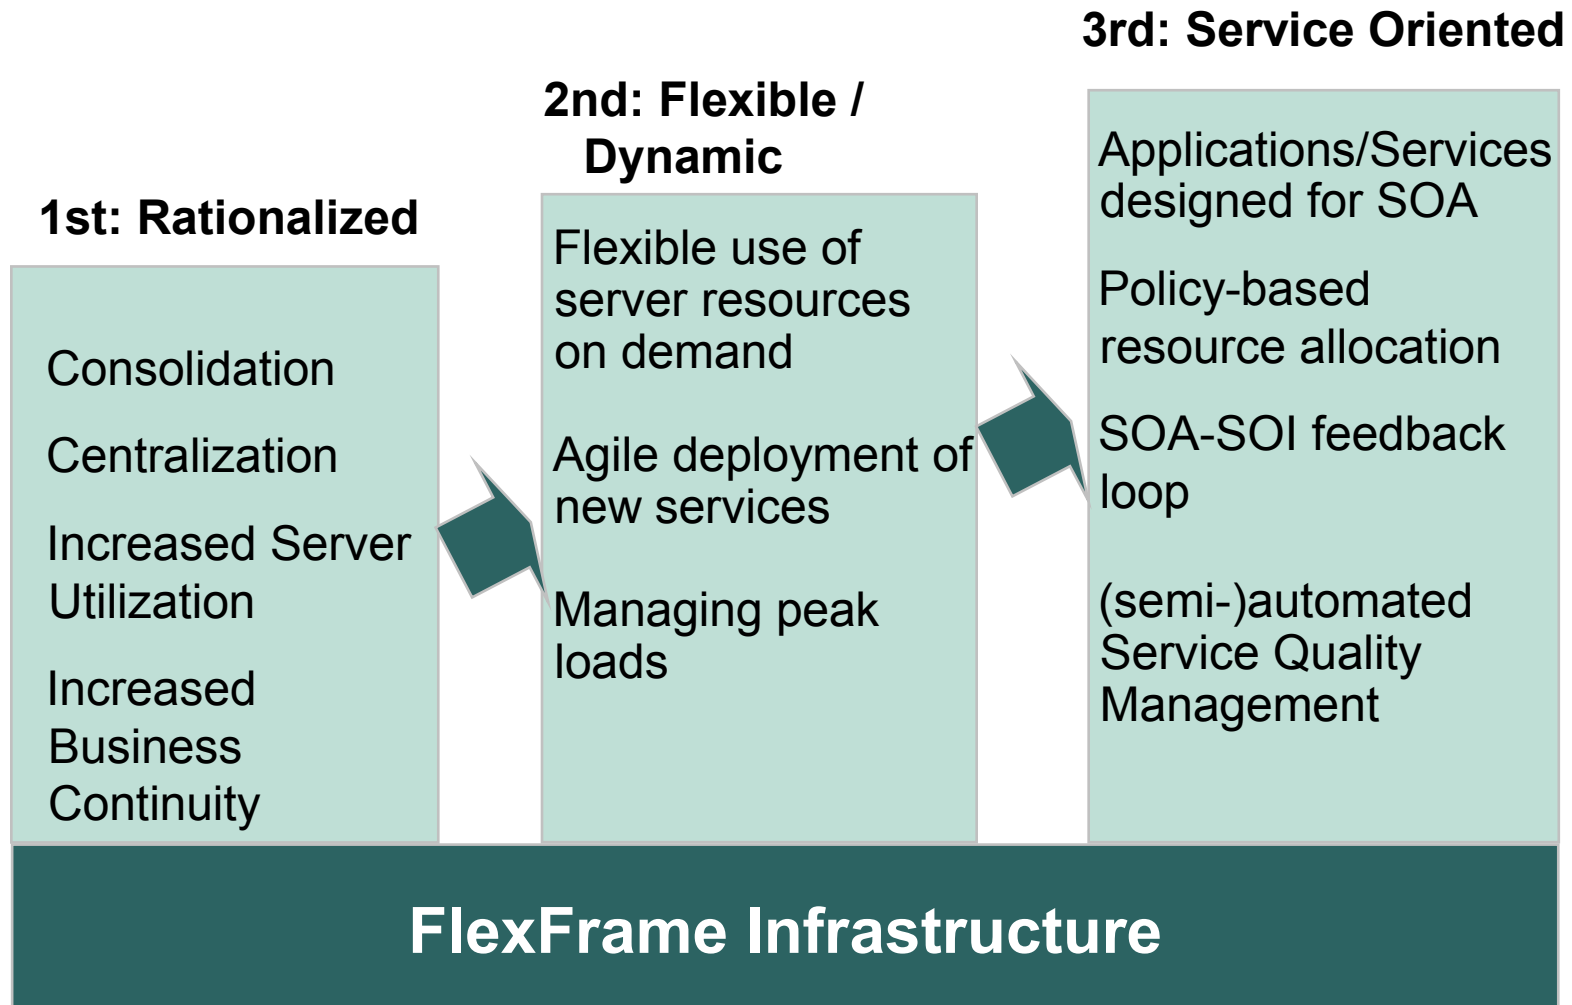 1st: Rationalized
Consolidation
Centralization
Increased Server
Utilization
Increased
Business
Continuity
2nd: Flexible /
Dynamic
Flexible use of
server resources
on demand
Agile deployment of
new services
Managing peak
loads
3rd: Service Oriented
Applications/Services
designed for SOA
Policy-based
resource allocation
SOA-SOI feedback
loop
(semi-)automated
Service Quality
Management
FlexFrame Infrastructure